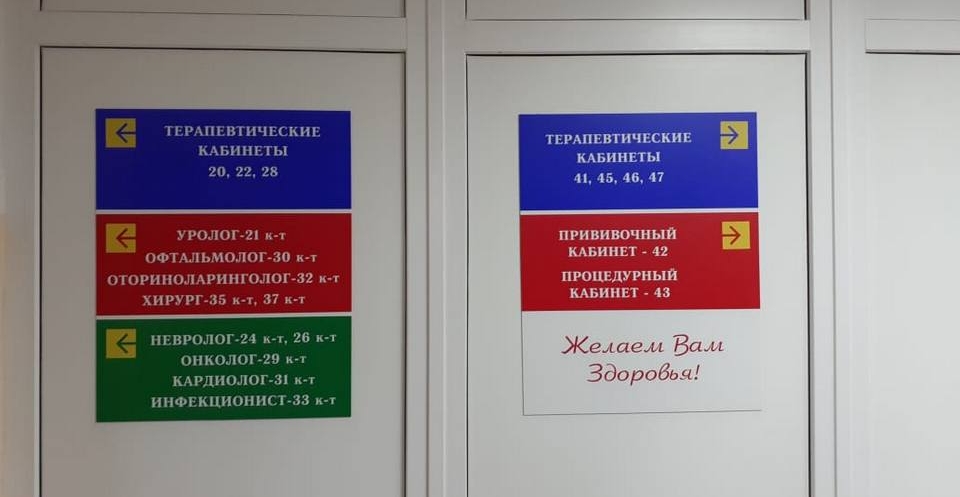 ТЕРАПЕВТИЧЕСКИЕ
КАБИНЕТЫ
20, 22, 28
УРОЛОГ-21 к-т
ОФТАЛЬМОЛОГ-30 к-т
ОТОРИНОЛАРИНГОЛОГ-32 к-т
ХИРУРГ-35 к-т, 37 к-т
НЕВРОЛОГ-24 к-т, 26 к-т
ОНКОЛОГ-29 к-т
КАРДИОЛОГ-31 к-т
ИНФЕКЦИОНИСТ-33 к-т
ТЕРАПЕВТИЧЕСКИЕ
КАБИНЕТЫ
41, 45, 46, 47
ПРИВИВОЧНЫЙ
КАБИНЕТ - 42
ПРОЦЕДУРНЫЙ
КАБИНЕТ - 43
Желаем Вам
Здоровья!